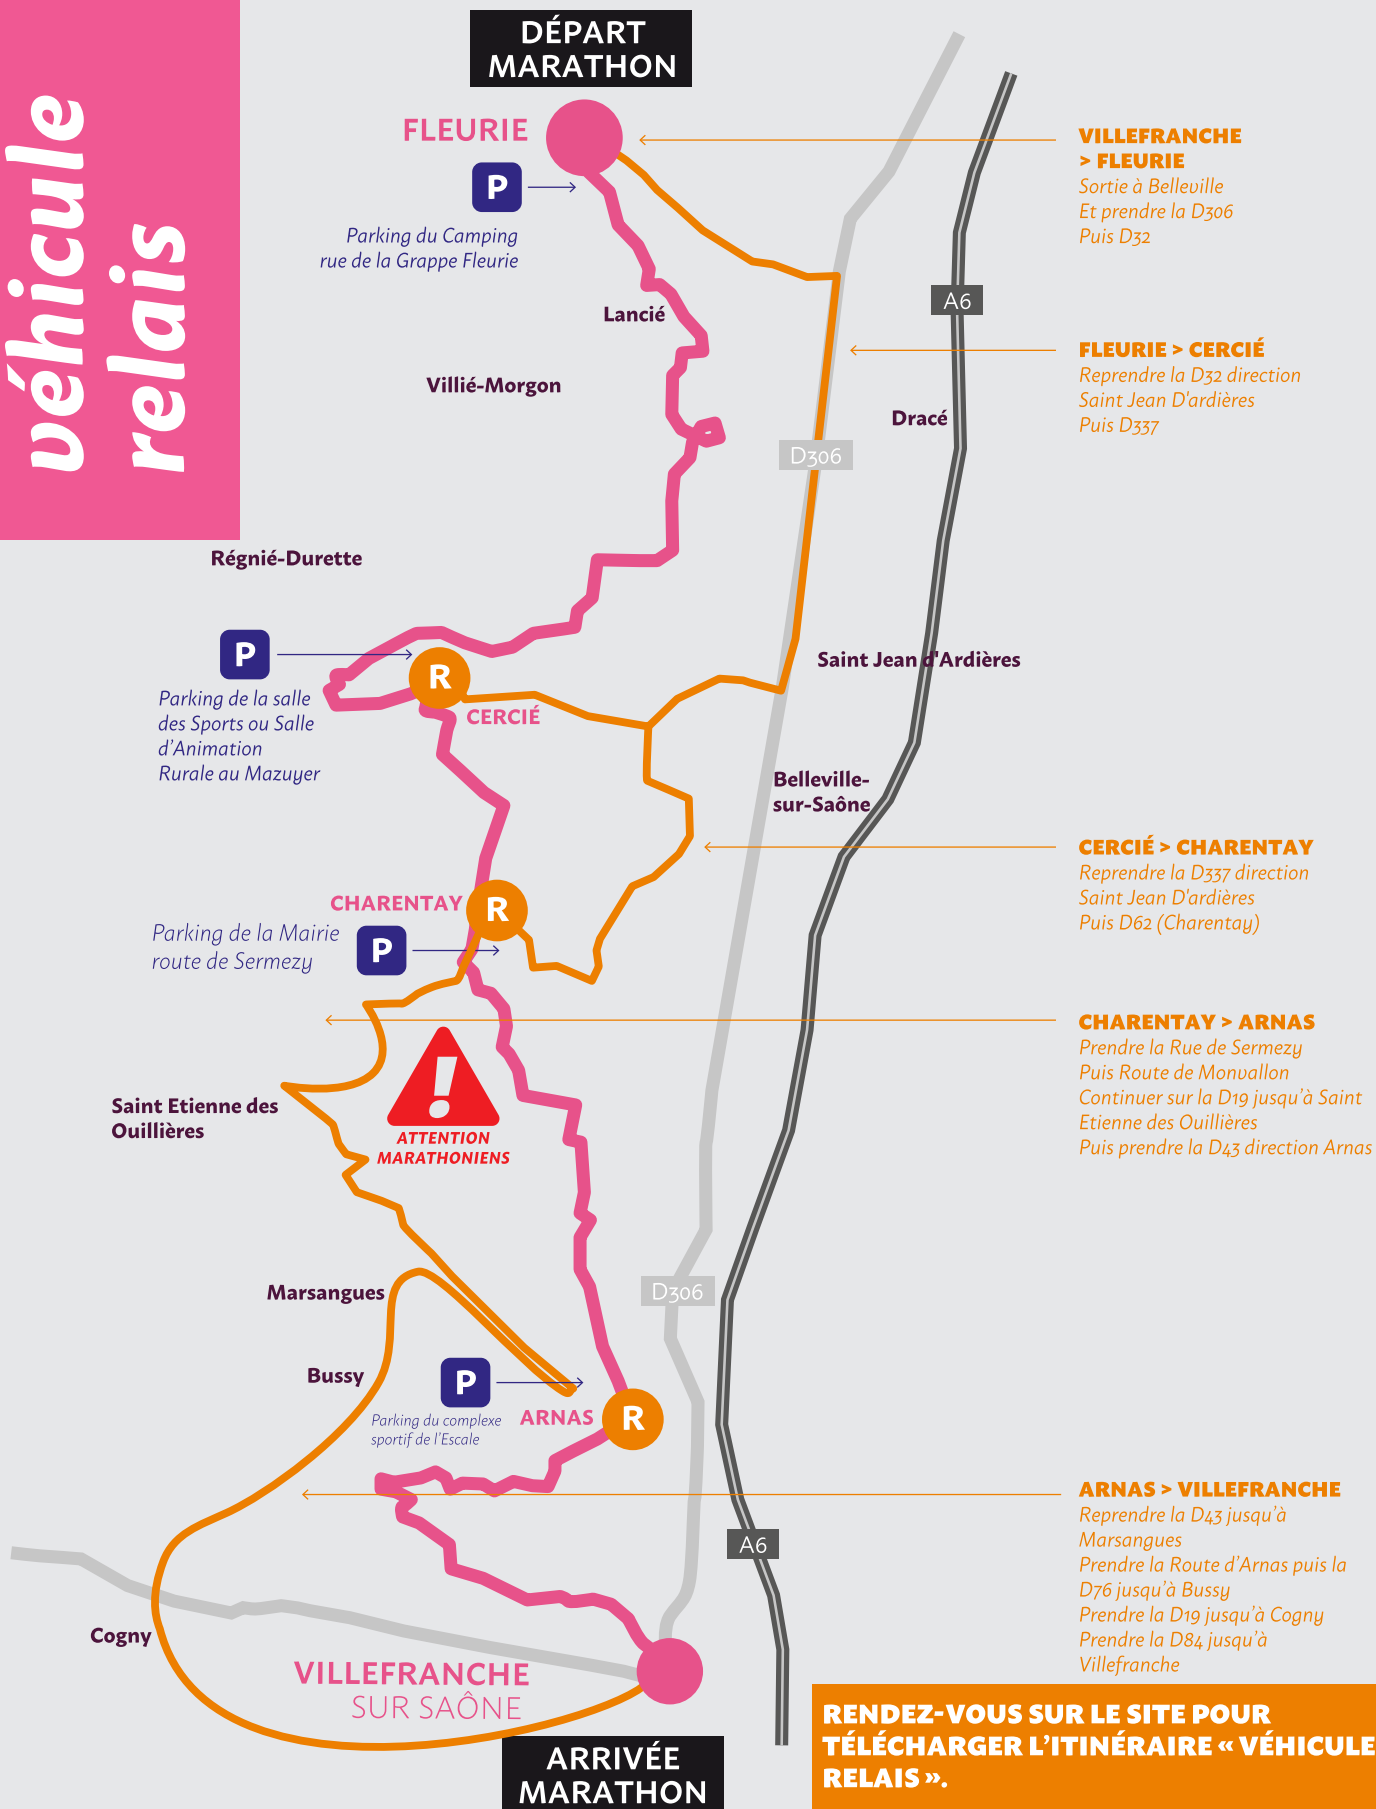 véhicule
relais
DÉPART
MARATHON
FLEURIE
P
Parking du Camping
rue de la Grappe Fleurie
VILLEFRANCHE
> FLEURIE
Sortie à Belleville
Et prendre la D306
Puis D32
A6
Lancié
FLEURIE > CERCIÉ
Reprendre la D32 direction
Saint Jean D'ardières
Puis D337
Villié-Morgon
Dracé
D306
Régnié-Durette
P
R
CERCIÉ
Parking de la salle
des Sports ou Salle
d'Animation
Rurale au Mazuyer
Saint Jean d'Ardières
Belleville-
sur-Saône
CERCIÉ > CHARENTAY
Reprendre la D337 direction
Saint Jean D'ardières
Puis D62 (Charentay)
CHARENTAY
R
Parking de la Mairie
route de Sermezy
P
CHARENTAY > ARNAS
Prendre la Rue de Sermezy
Puis Route de Monvallon
Continuer sur la D19 jusqu'à Saint
Etienne des Ouillières
Puis prendre la D43 direction Arnas
!
ATTENTION
MARATHONIENS
Saint Etienne des
Ouillières
Marsangues
D306
Bussy
P
Parking du complexe
sportif de l'Escale
ARNAS
R
ARNAS > VILLEFRANCHE
Reprendre la D43 jusqu'à
Marsangues
Prendre la Route d'Arnas puis la
D76 jusqu'à Bussy
Prendre la D19 jusqu'à Cogny
Prendre la D84 jusqu'à
Villefranche
A6
Cogny
VILLEFRANCHE
SUR SAÔNE
ARRIVÉE
MARATHON
RENDEZ-VOUS SUR LE SITE POUR
TÉLÉCHARGER L'ITINÉRAIRE « VÉHICULE
RELAIS ».